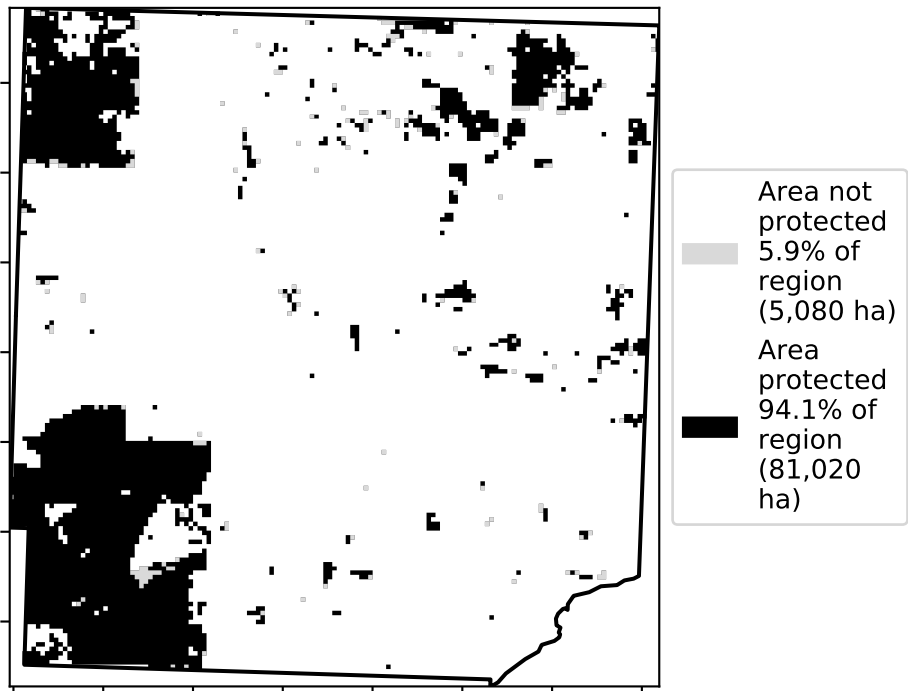 Area not
protected
5.9% of
region
(5,080 ha)
Area
protected
94.1% of
region
(81,020
ha)